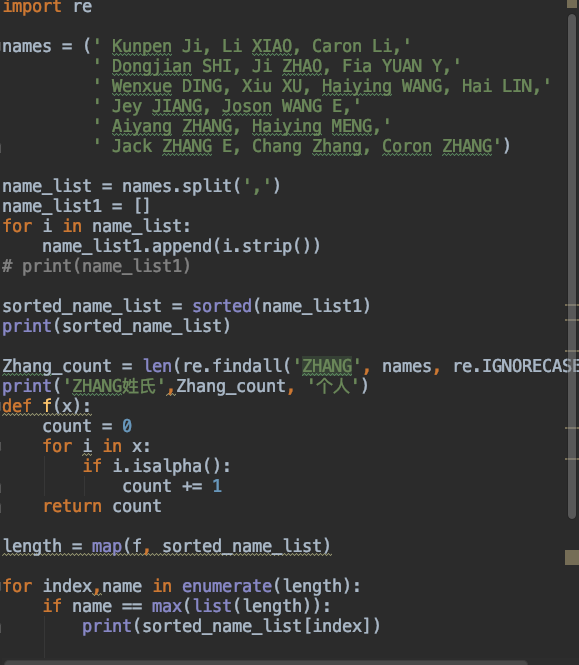 import re
names = (' Kunpen Ji, Li XIAO, Caron Li,'
' Dongjian SHI, Ji ZHAO, Fia YUAN Y,'
' Wenxue DING, Xiu XU, Haiying WANG, Hai LIN,'
' Jey JIANG, Joson WANG E,'
' Aiyang ZHANG, Haiying MENG,'
' Jack ZHANG E, Chang Zhang, Coron ZHANG')
name_list = names.split(',')
name_list1 = []
for i in name_list:
name_list1.append(i.strip())
# print(name_list1)
sorted_name_list = sorted(name_list1)
print(sorted_name_list)
Zhang_count = len(re.findall('ZHANG', names, re.IGNORECASE
print('ZHANG姓氏',Zhang_count, '个人')
def f(x):
count = 0
for i in x:
if i.isalpha():
count += 1
return count
length = map(f, sorted_name_list)
for index,name in enumerate(length):
if name == max(list(length)):
print(sorted_name_list[index])